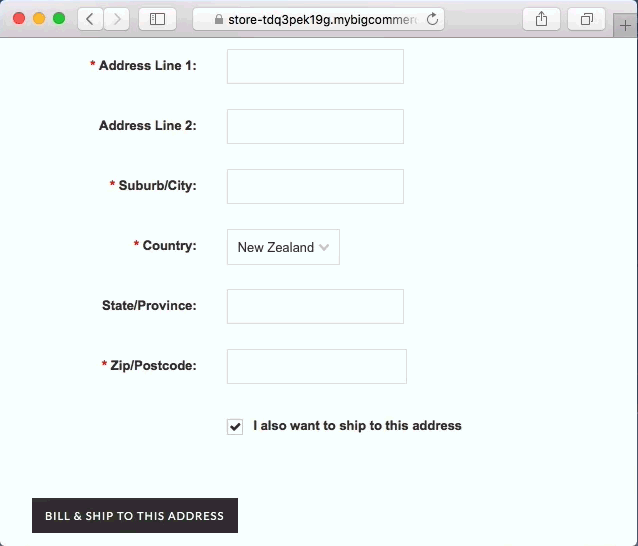 store-tdq3pek19g.mybigcommerc
* Address Line 1:
Address Line 2:
* Suburb/City:
* Country:
New Zealand
State/Province:
* Zip/Postcode:
I also want to ship to this address
BILL & SHIP TO THIS ADDRESS